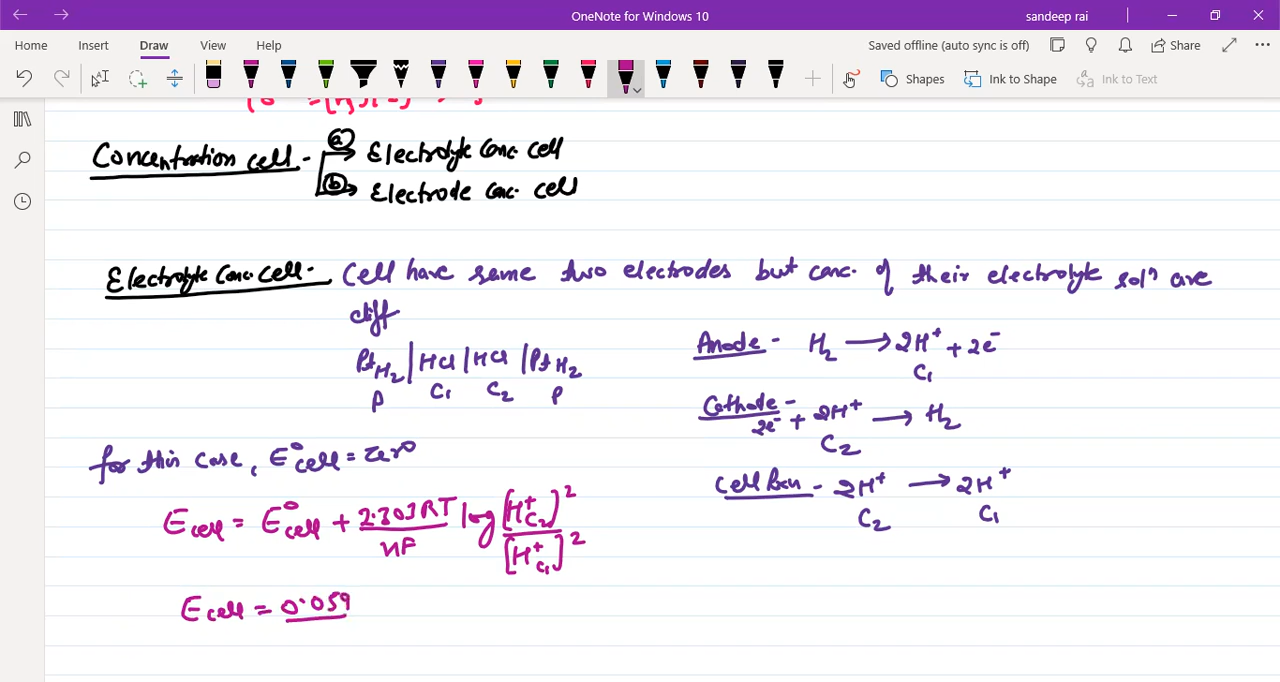 OneNote for Windows 10
sandeep rai
Home Insert Draw View Help
Saved offline (auto sync is off)
Share
Shapes
Ink to Shape
Ink to Text
Concentration cell -
(a) Electrolyte conc. cell
(b) Electrode conc. cell
Electrolyte conc. cell - Cell have same two electrodes but conc. of their electrolyte solⁿ are
diff
Pt H₂ | HCl | HCl | Pt H₂
P C₁ C₂ P
Anode - H₂ → 2H⁺ + 2e⁻
C₁
Cathode - 2e⁻ + 2H⁺ → H₂
C₂
Cell Rxn - 2H⁺ → 2H⁺
C₂ C₁
for this case, E°cell = zero
Ecell = E°cell + 2.303RT/nF log [H⁺C₂]²/[H⁺C₁]²
Ecell = 0.059